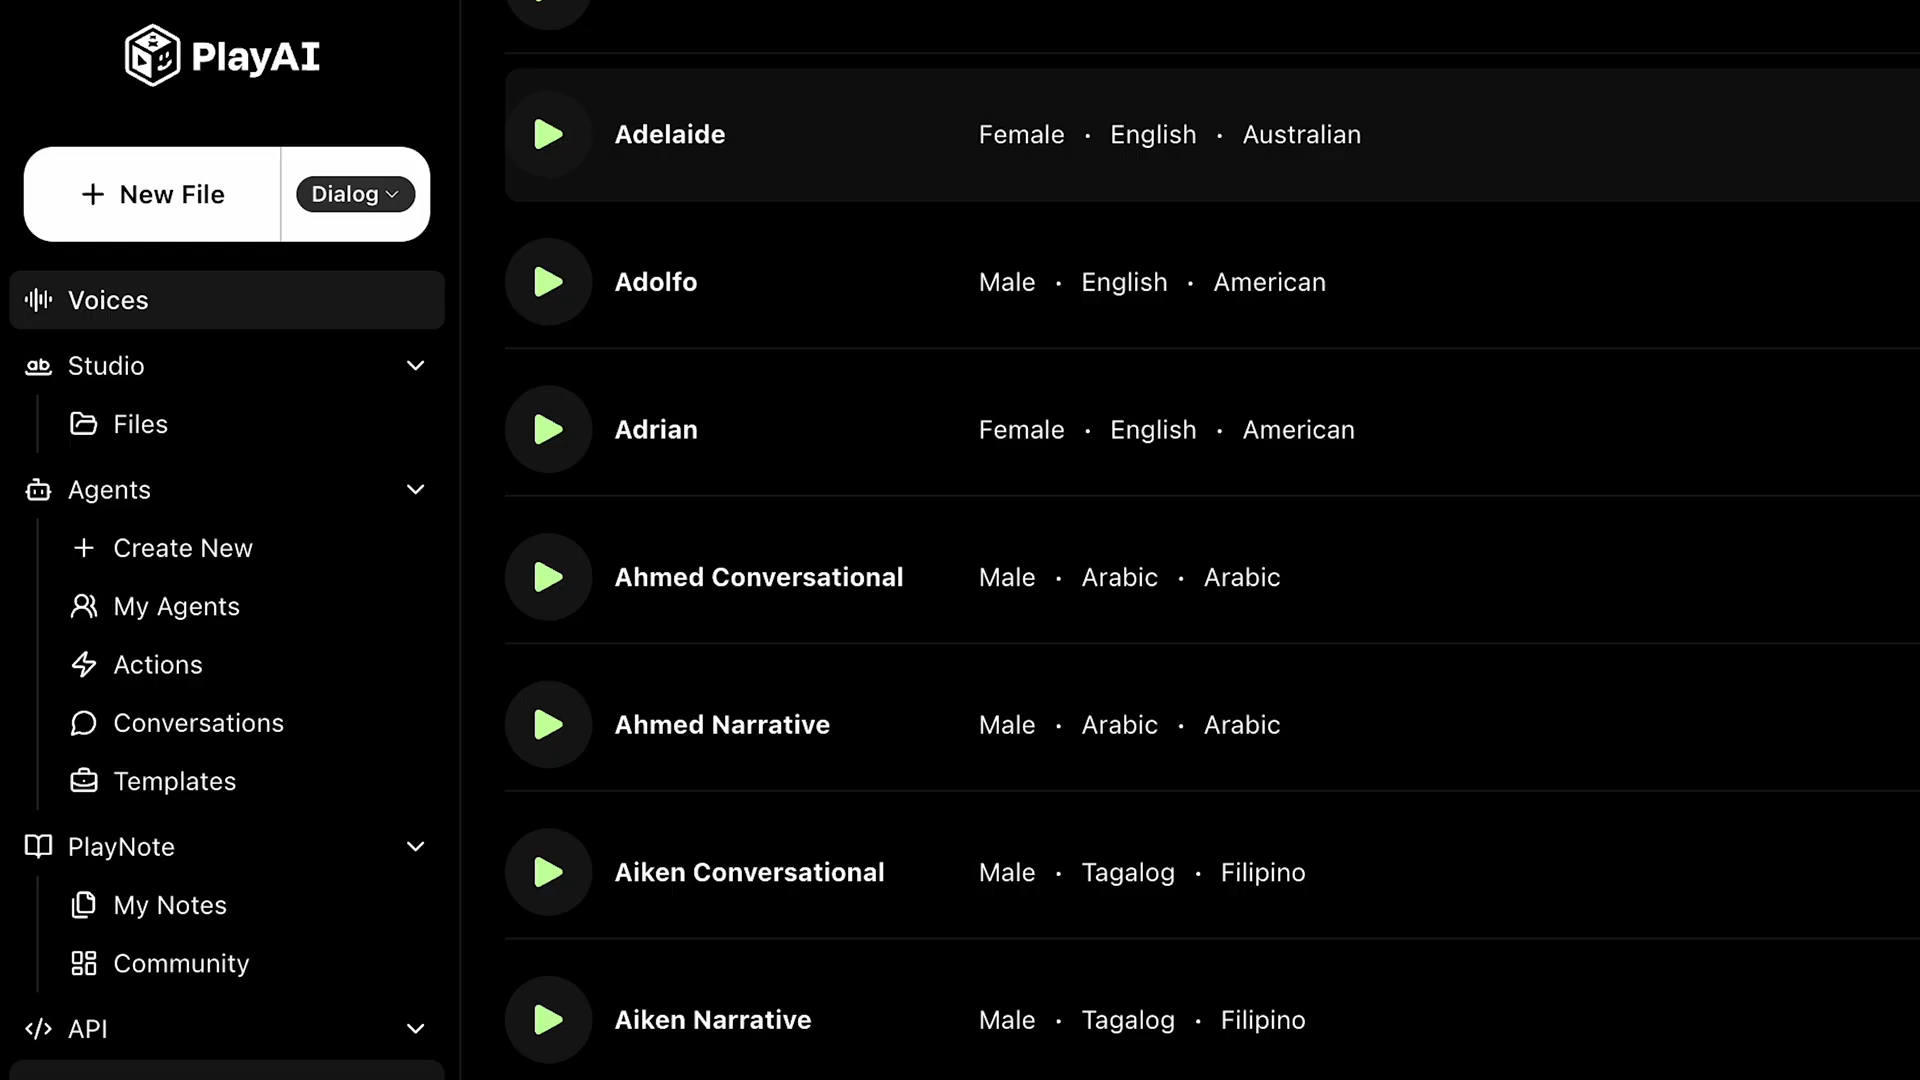 PlayAI
New File
Dialog
Voices
Studio
Files
Agents
Create New
My Agents
Actions
Conversations
Templates
PlayNote
My Notes
Community
API
Adelaide Female · English · Australian
Adolfo Male · English · American
Adrian Female · English · American
Ahmed Conversational Male · Arabic · Arabic
Ahmed Narrative Male · Arabic · Arabic
Aiken Conversational Male · Tagalog · Filipino
Aiken Narrative Male · Tagalog · Filipino